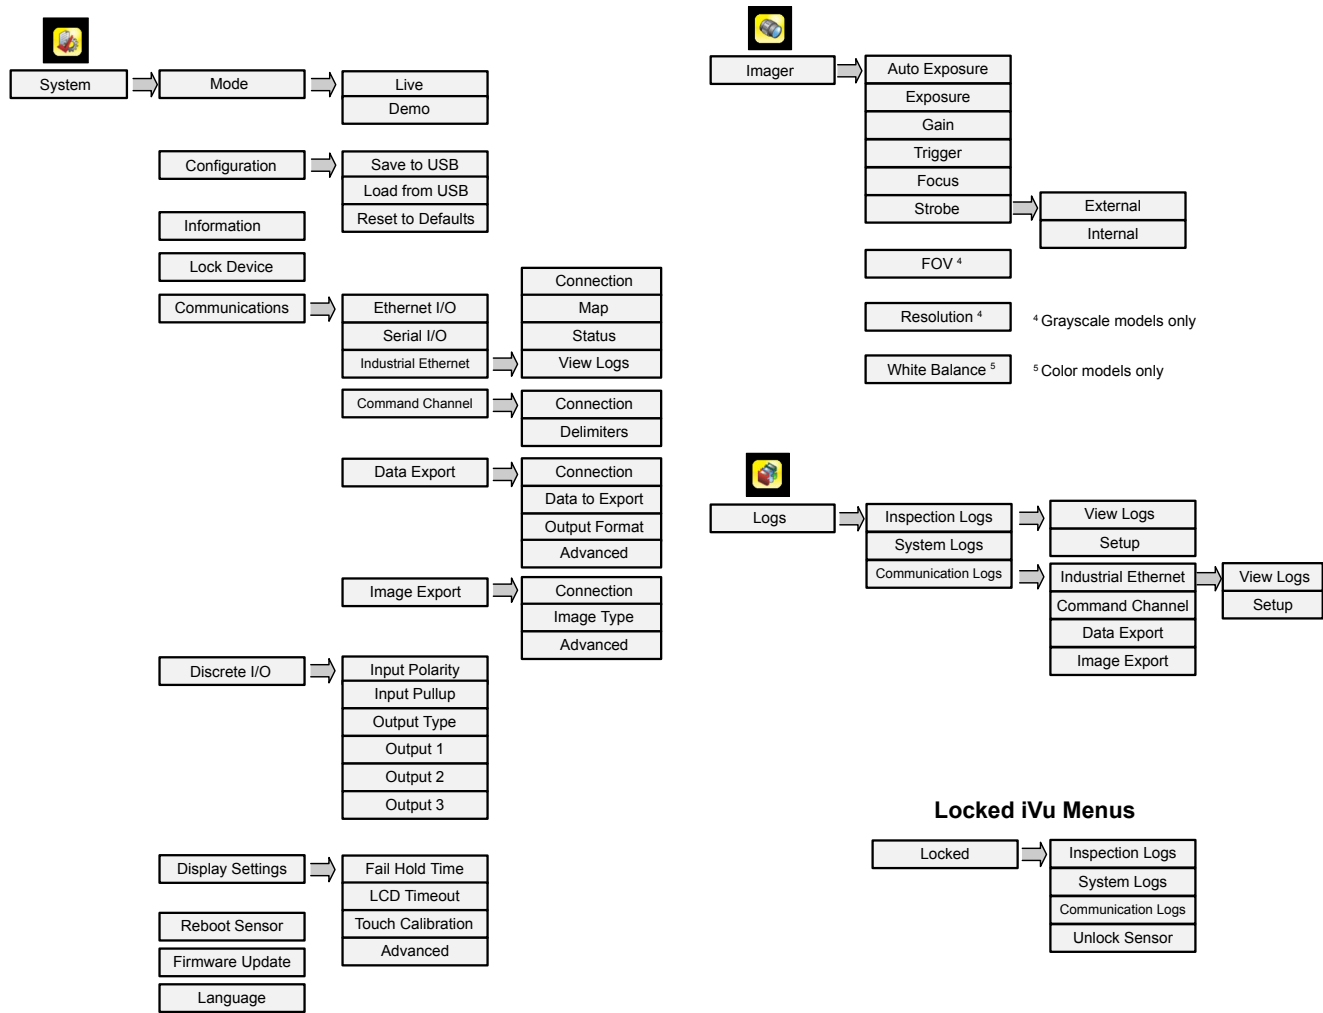 System
Mode
Live
Demo
Configuration
Save to USB
Load from USB
Reset to Defaults
Information
Lock Device
Communications
Ethernet I/O
Serial I/O
Industrial Ethernet
Connection
Map
Status
View Logs
Command Channel
Connection
Delimiters
Data Export
Connection
Data to Export
Output Format
Advanced
Image Export
Connection
Image Type
Advanced
Discrete I/O
Input Polarity
Input Pullup
Output Type
Output 1
Output 2
Output 3
Display Settings
Fail Hold Time
LCD Timeout
Touch Calibration
Advanced
Reboot Sensor
Firmware Update
Language
Imager
Auto Exposure
Exposure
Gain
Trigger
Focus
Strobe
External
Internal
FOV ⁴
Resolution ⁴
⁴ Grayscale models only
White Balance ⁵
⁵ Color models only
Logs
Inspection Logs
View Logs
Setup
System Logs
Communication Logs
Industrial Ethernet
View Logs
Setup
Command Channel
Data Export
Image Export
Locked iVu Menus
Locked
Inspection Logs
System Logs
Communication Logs
Unlock Sensor